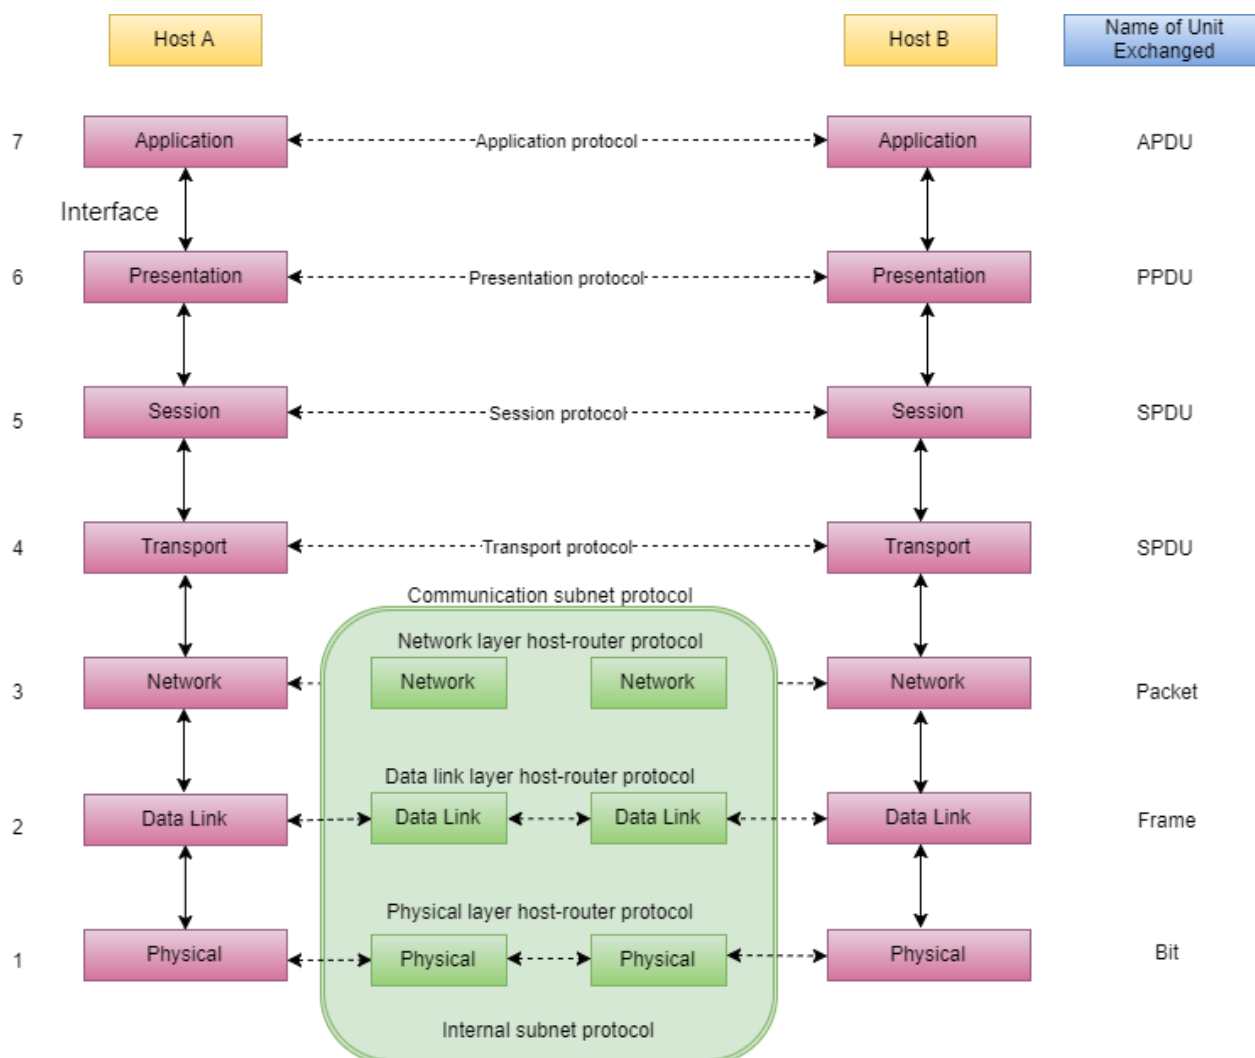 Host A
Host B
Name of Unit
Exchanged
7
Application
Application protocol
Application
APDU
Interface
6
Presentation
Presentation protocol
Presentation
PPDU
5
Session
Session protocol
Session
SPDU
4
Transport
Transport protocol
Transport
SPDU
Communication subnet protocol
Network layer host-router protocol
3
Network
Network
Network
Network
Packet
Data link layer host-router protocol
2
Data Link
Data Link
Data Link
Data Link
Frame
Physical layer host-router protocol
1
Physical
Physical
Physical
Physical
Bit
Internal subnet protocol